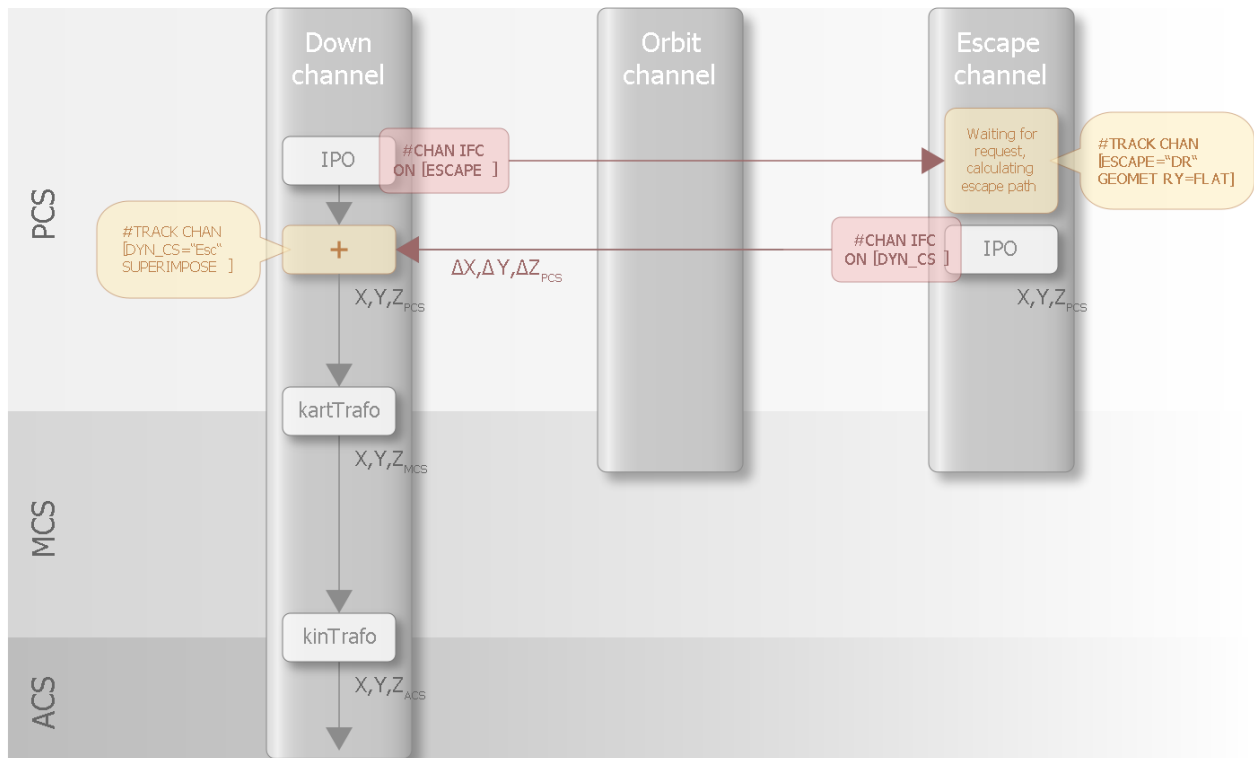 Down
channel
Orbit
channel
Escape
channel
PCS
IPO
#CHAN IFC
ON [ESCAPE ]
Waiting for
request,
calculating
escape path
#TRACK CHAN
[ESCAPE="DR"
GEOMET RY=FLAT]
#TRACK CHAN
[DYN_CS="Esc"
SUPERIMPOSE ]
+
ΔX,Δ Y,ΔZPCS
#CHAN IFC
ON [DYN_CS ]
IPO
X,Y,ZPCS
X,Y,ZPCS
kartTrafo
MCS
X,Y,ZMCS
kinTrafo
ACS
X,Y,ZACS